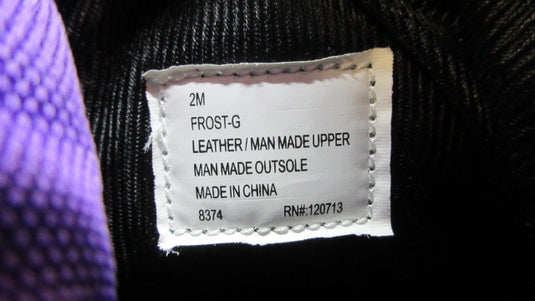 2M
FROST-G
LEATHER / MAN MADE UPPER
MAN MADE OUTSOLE
MADE IN CHINA
8374 RN#:120713